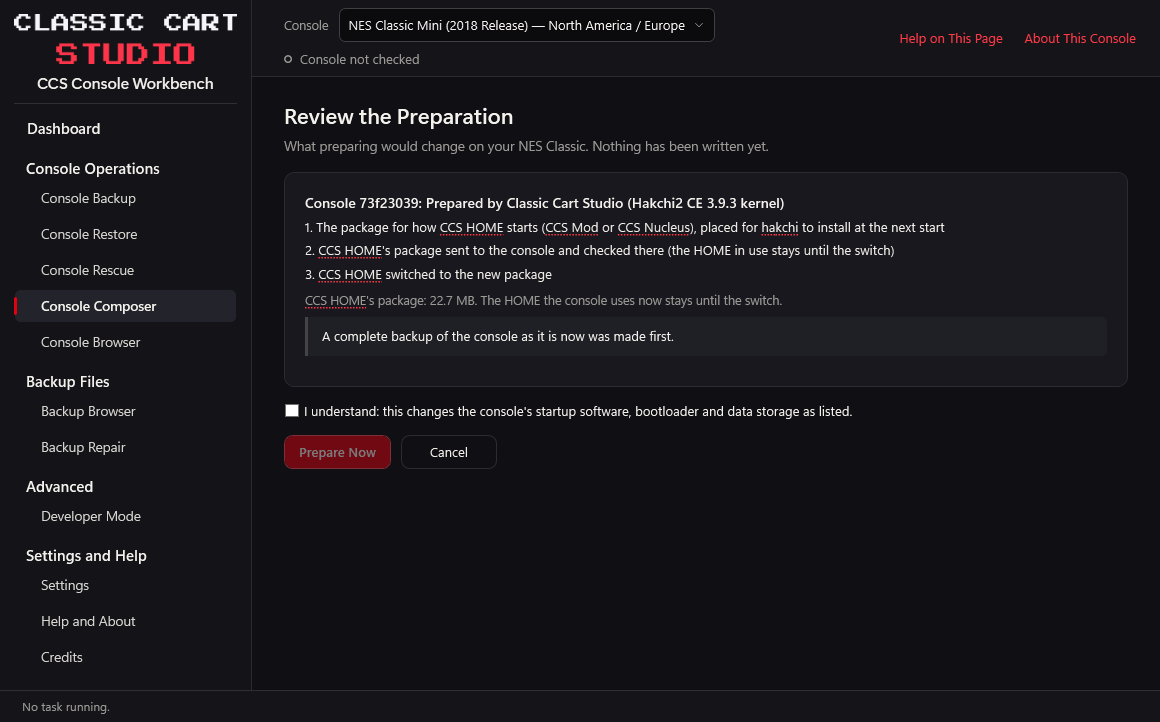 CLASSIC CART
STUDIO
CCS Console Workbench
Dashboard
Console Operations
Console Backup
Console Restore
Console Rescue
Console Composer
Console Browser
Backup Files
Backup Browser
Backup Repair
Advanced
Developer Mode
Settings and Help
Settings
Help and About
Credits
Console
NES Classic Mini (2018 Release) — North America / Europe
Console not checked
Help on This Page
About This Console
Review the Preparation
What preparing would change on your NES Classic. Nothing has been written yet.
Console 73f23039: Prepared by Classic Cart Studio (Hakchi2 CE 3.9.3 kernel)
1. The package for how CCS HOME starts (CCS Mod or CCS Nucleus), placed for hakchi to install at the next start
2. CCS HOME's package sent to the console and checked there (the HOME in use stays until the switch)
3. CCS HOME switched to the new package
CCS HOME's package: 22.7 MB. The HOME the console uses now stays until the switch.
A complete backup of the console as it is now was made first.
I understand: this changes the console's startup software, bootloader and data storage as listed.
Prepare Now
Cancel
No task running.